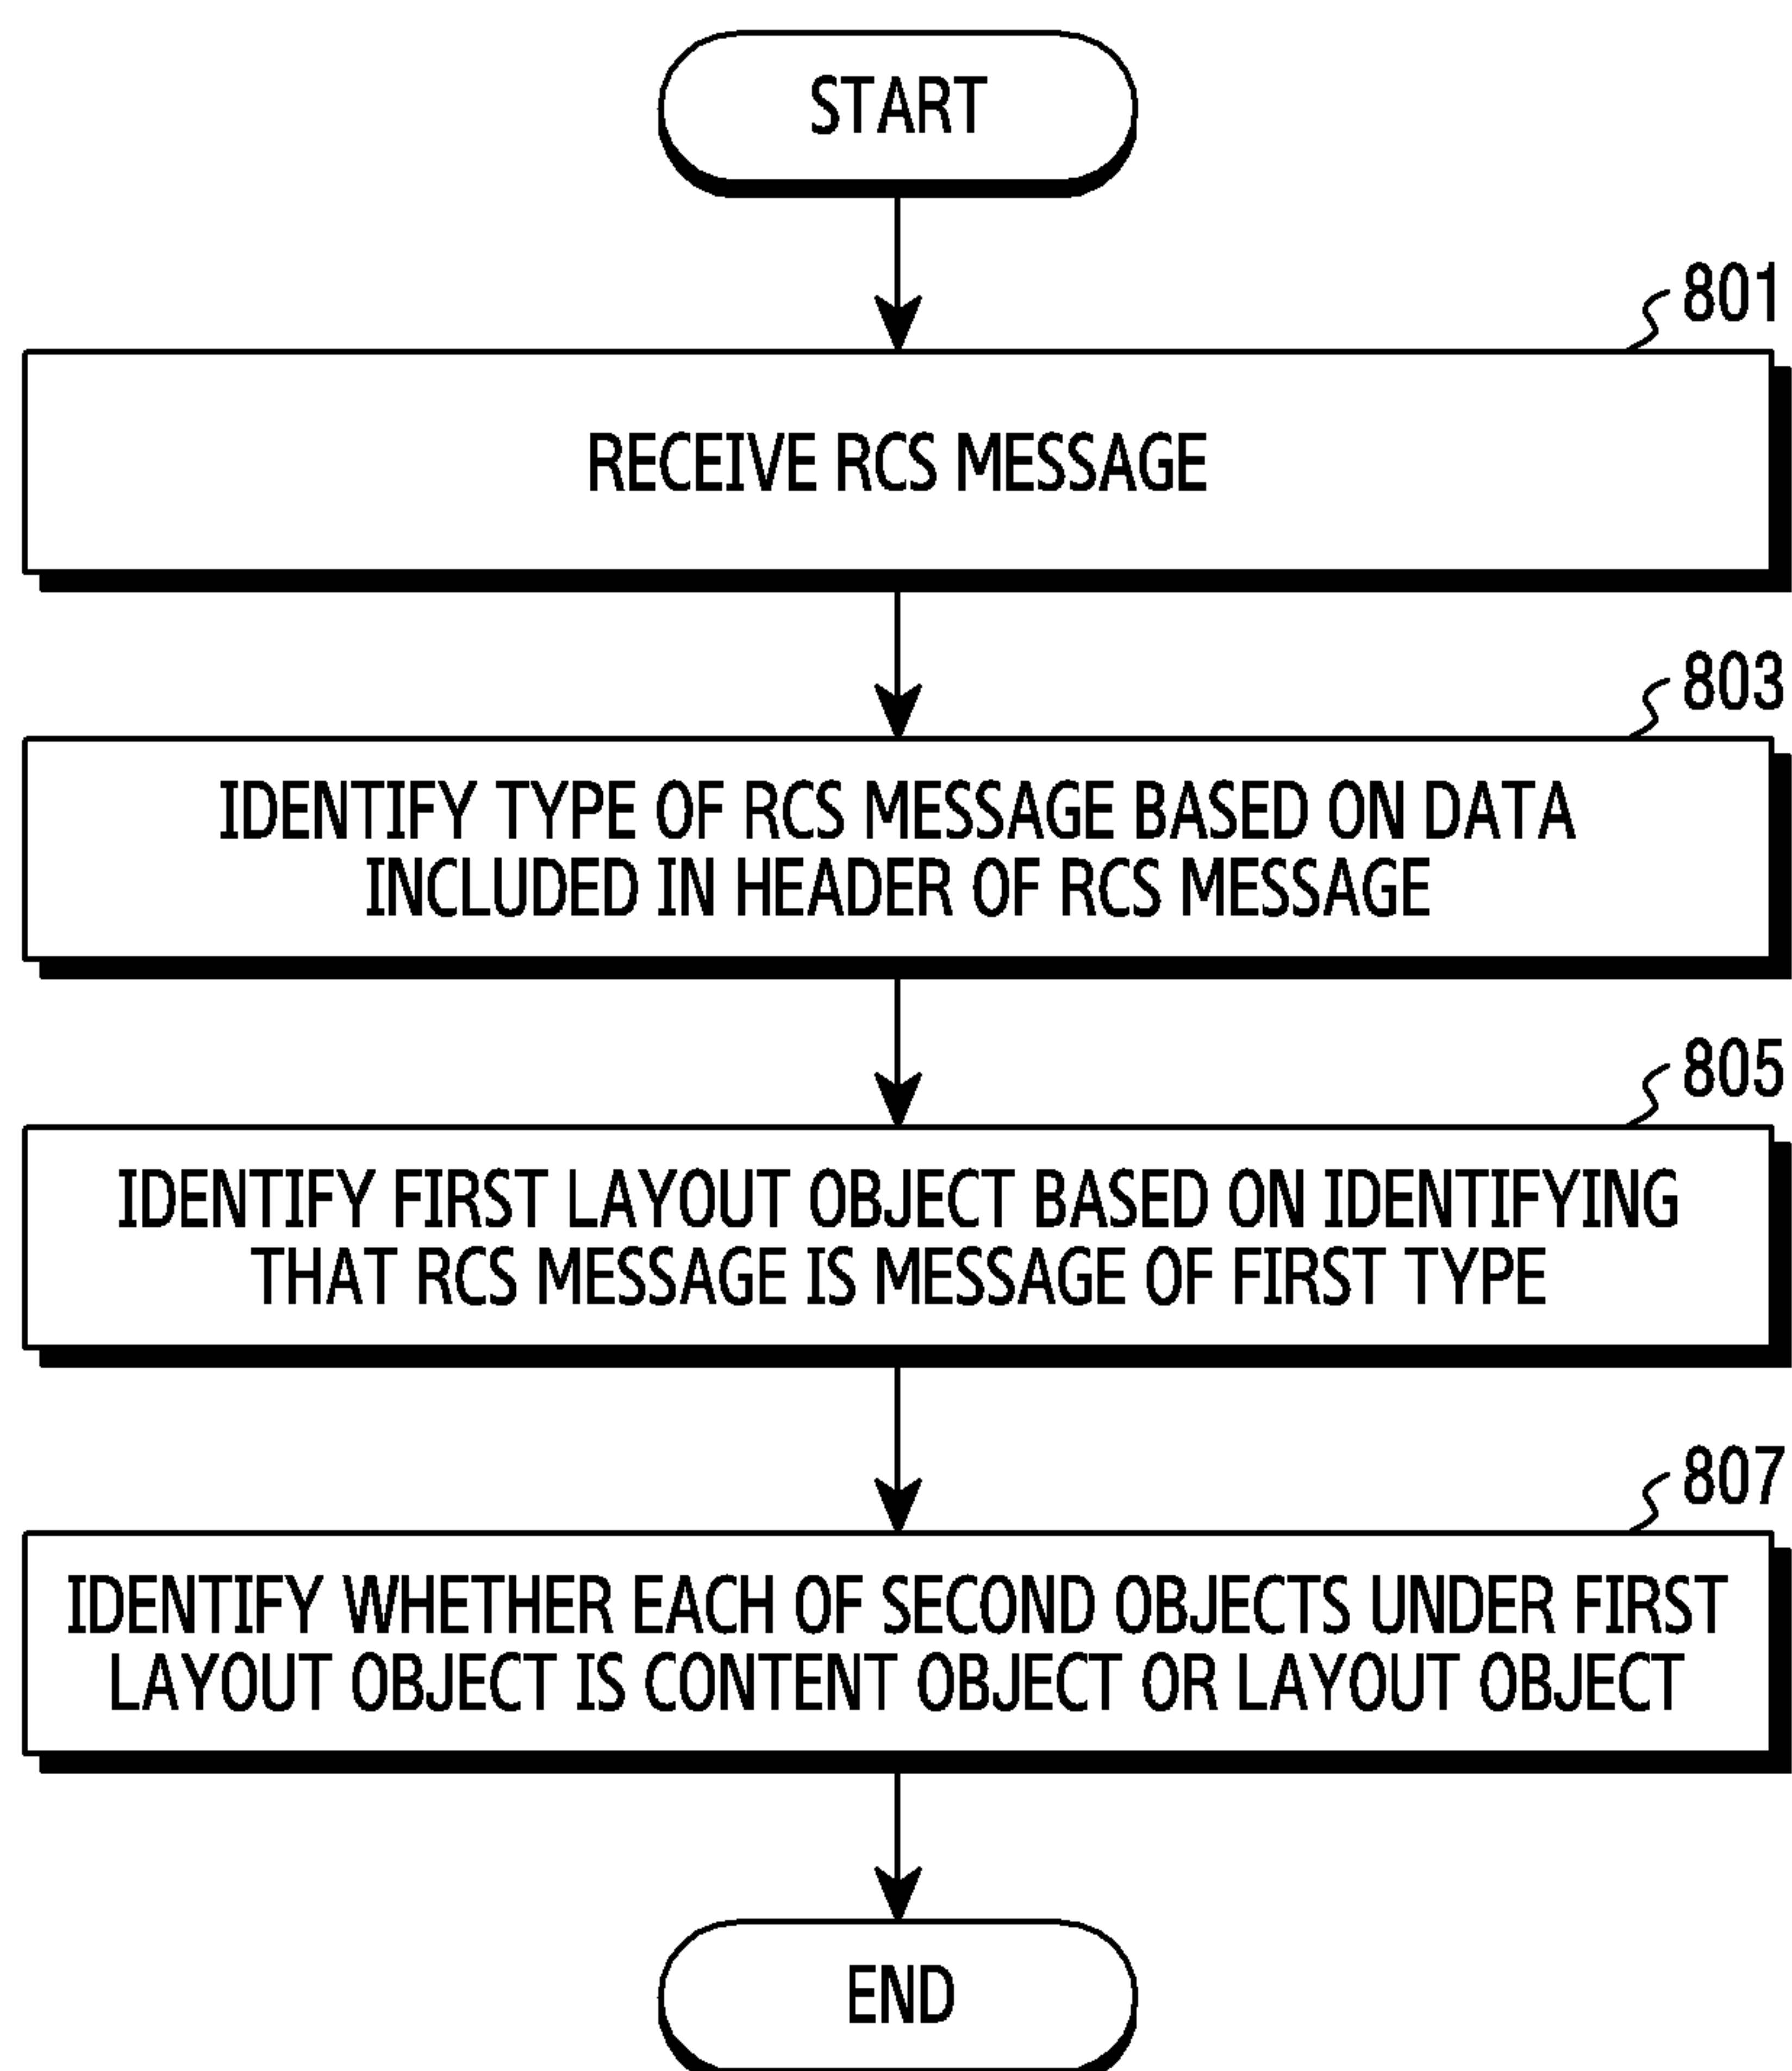 START
801
RECEIVE RCS MESSAGE
803
IDENTIFY TYPE OF RCS MESSAGE BASED ON DATA
INCLUDED IN HEADER OF RCS MESSAGE
805
IDENTIFY FIRST LAYOUT OBJECT BASED ON IDENTIFYING
THAT RCS MESSAGE IS MESSAGE OF FIRST TYPE
807
IDENTIFY WHETHER EACH OF SECOND OBJECTS UNDER FIRST
LAYOUT OBJECT IS CONTENT OBJECT OR LAYOUT OBJECT
END